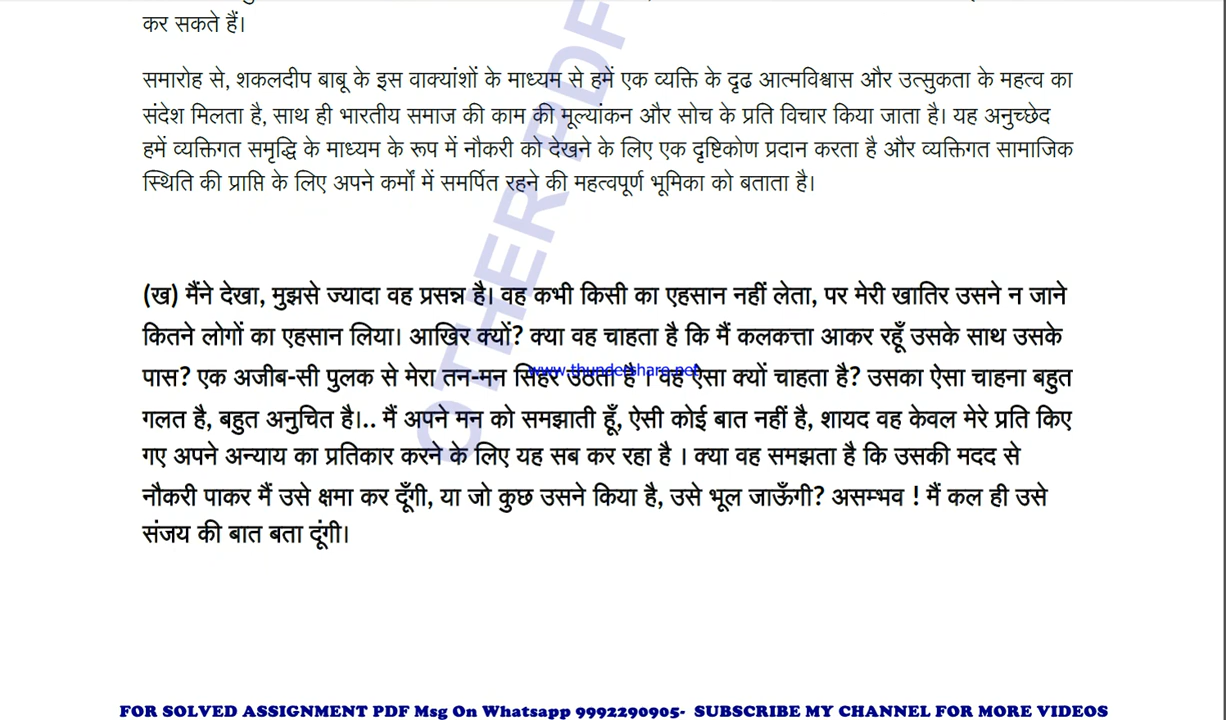 कर सकते हैं।
समारोह से, शकलदीप बाबू के इस वाक्यांशों के माध्यम से हमें एक व्यक्ति के दृढ आत्मविश्वास और उत्सुकता के महत्व का
संदेश मिलता है, साथ ही भारतीय समाज की काम की मूल्यांकन और सोच के प्रति विचार किया जाता है। यह अनुच्छेद
हमें व्यक्तिगत समृद्धि के माध्यम के रूप में नौकरी को देखने के लिए एक दृष्टिकोण प्रदान करता है और व्यक्तिगत सामाजिक
स्थिति की प्राप्ति के लिए अपने कर्मों में समर्पित रहने की महत्वपूर्ण भूमिका को बताता है।
(ख) मैंने देखा, मुझसे ज्यादा वह प्रसन्न है। वह कभी किसी का एहसान नहीं लेता, पर मेरी खातिर उसने न जाने
कितने लोगों का एहसान लिया। आखिर क्यों? क्या वह चाहता है कि मैं कलकत्ता आकर रहूँ उसके साथ उसके
पास? एक अजीब-सी पुलक से मेरा तन-मन सिहर उठता है । वह ऐसा क्यों चाहता है? उसका ऐसा चाहना बहुत
www.thundershare.net
गलत है, बहुत अनुचित है।.. मैं अपने मन को समझाती हूँ, ऐसी कोई बात नहीं है, शायद वह केवल मेरे प्रति किए
गए अपने अन्याय का प्रतिकार करने के लिए यह सब कर रहा है । क्या वह समझता है कि उसकी मदद से
नौकरी पाकर मैं उसे क्षमा कर दूँगी, या जो कुछ उसने किया है, उसे भूल जाऊँगी? असम्भव ! मैं कल ही उसे
संजय की बात बता दूंगी।
OTHER PDF
FOR SOLVED ASSIGNMENT PDF Msg On Whatsapp 9992290905- SUBSCRIBE MY CHANNEL FOR MORE VIDEOS